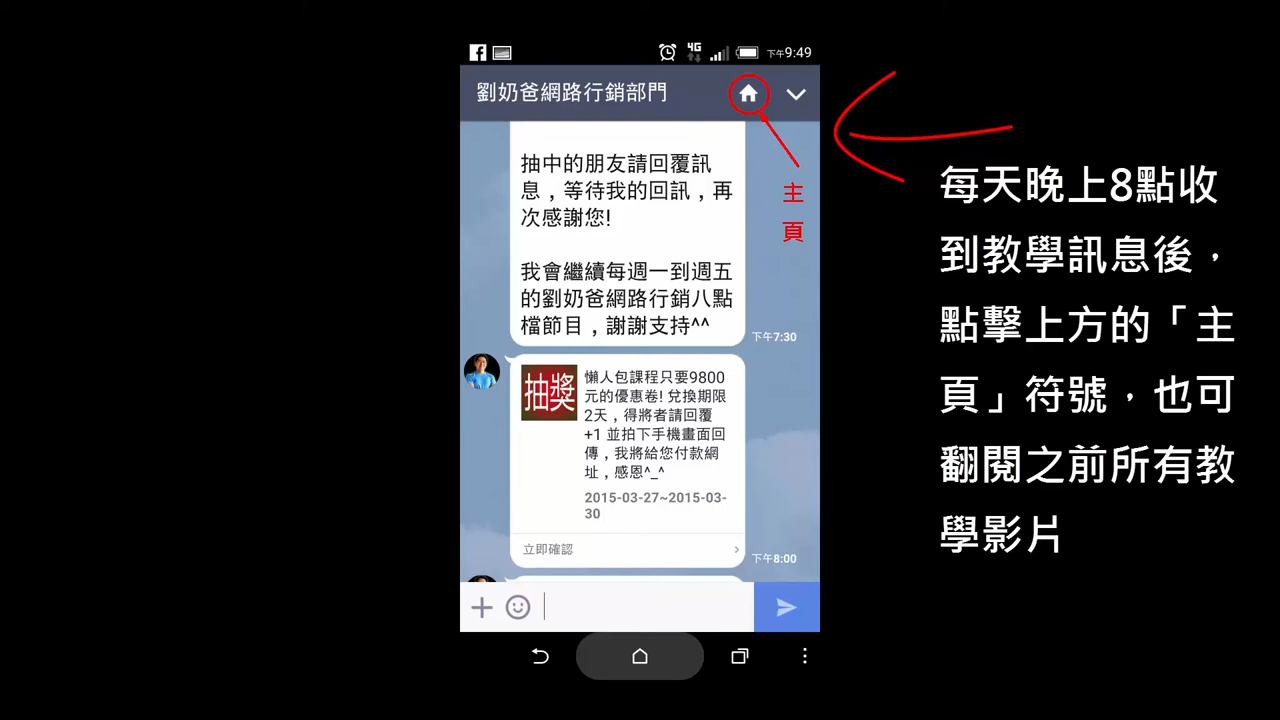 下午9:49
4G
劉奶爸網路行銷部門
主
頁
抽中的朋友請回覆訊
息，等待我的回訊，再
次感謝您!
我會繼續每週一到週五
的劉奶爸網路行銷八點
檔節目，謝謝支持^^
下午7:30
抽獎
懶人包課程只要9800
元的優惠卷! 兌換期限
2天，得將者請回覆
+1 並拍下手機畫面回
傳，我將給您付款網
址，感恩^_^
2015-03-27~2015-03-
30
立即確認
下午8:00
每天晚上8點收
到教學訊息後，
點擊上方的「主
頁」符號，也可
翻閱之前所有教
學影片